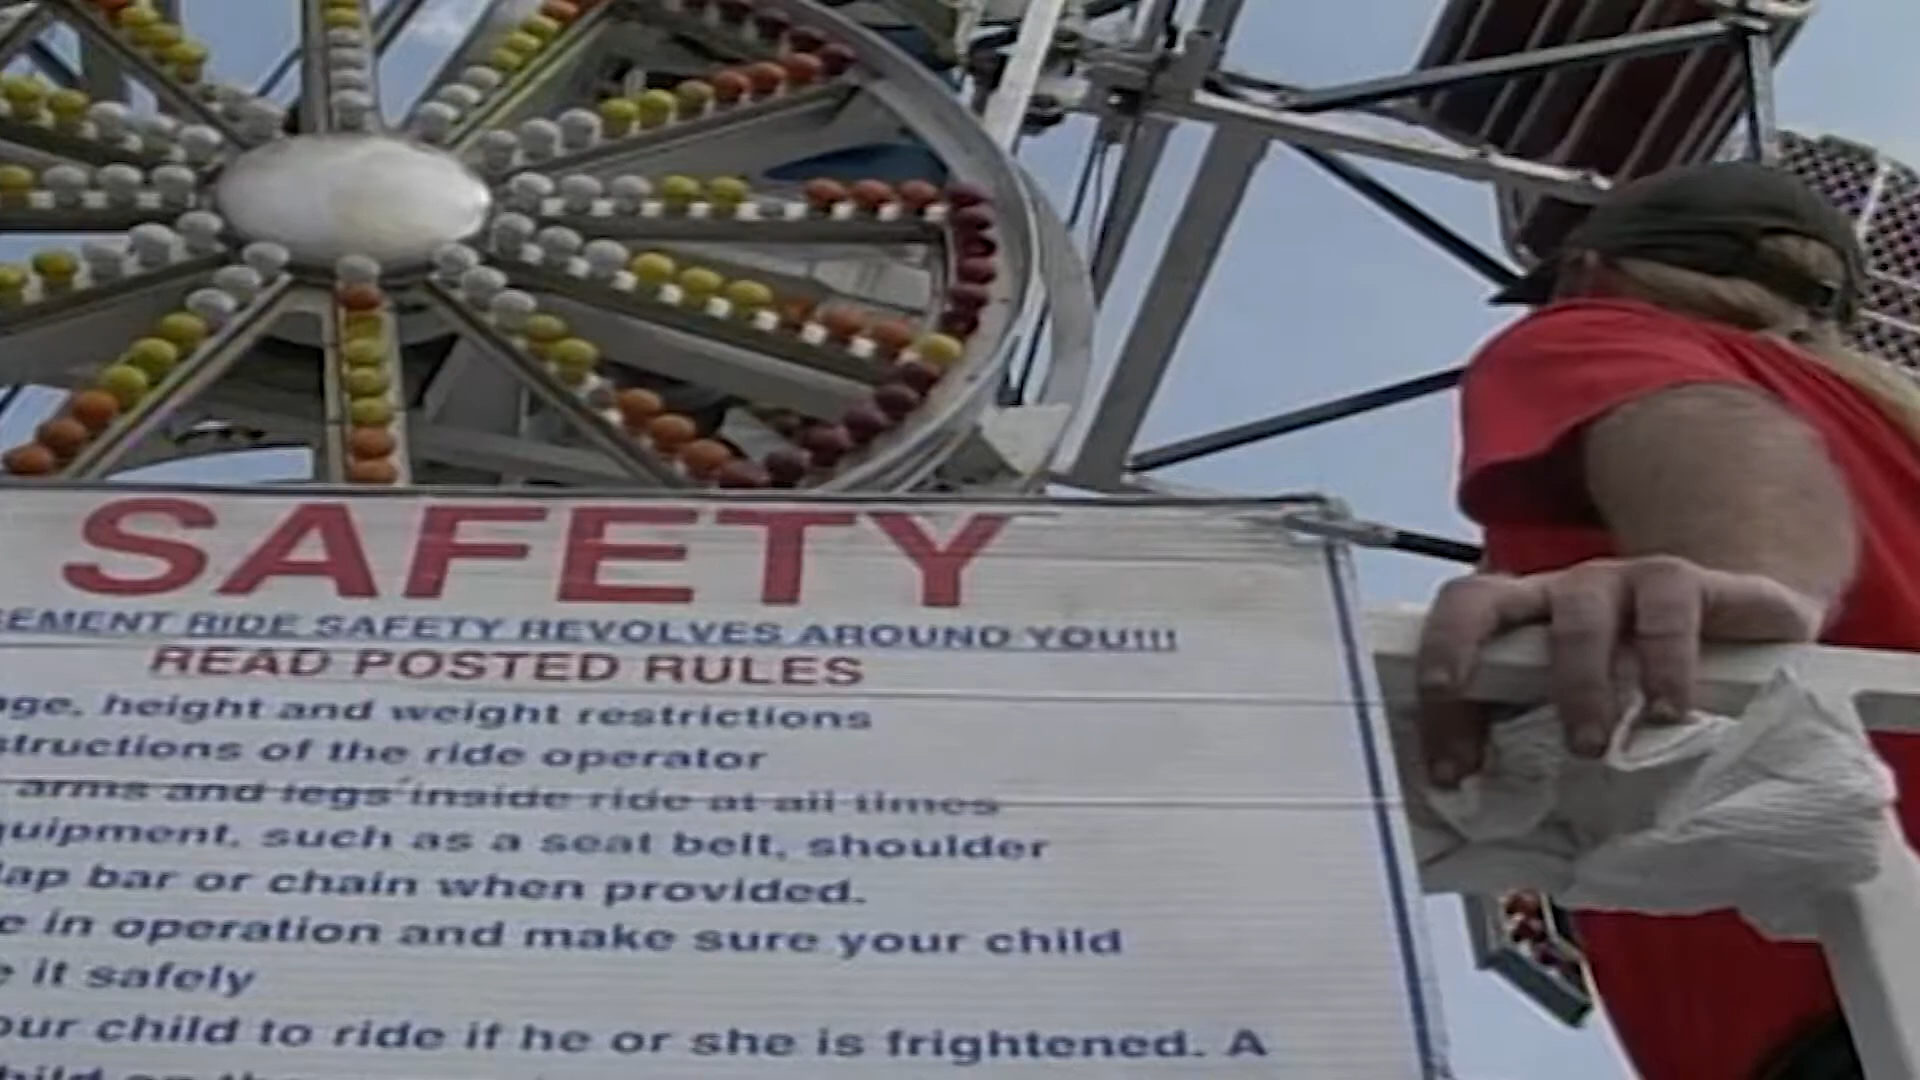 SAFETY
EMENT RIDE SAFETY REVOLVES AROUND YOU!!!
READ POSTED RULES
ge, height and weight restrictions
structions of the ride operator
arms and legs inside ride at all times
quipment, such as a seat belt, shoulder
lap bar or chain when provided.
e in operation and make sure your child
e it safely
our child to ride if he or she is frightened. A